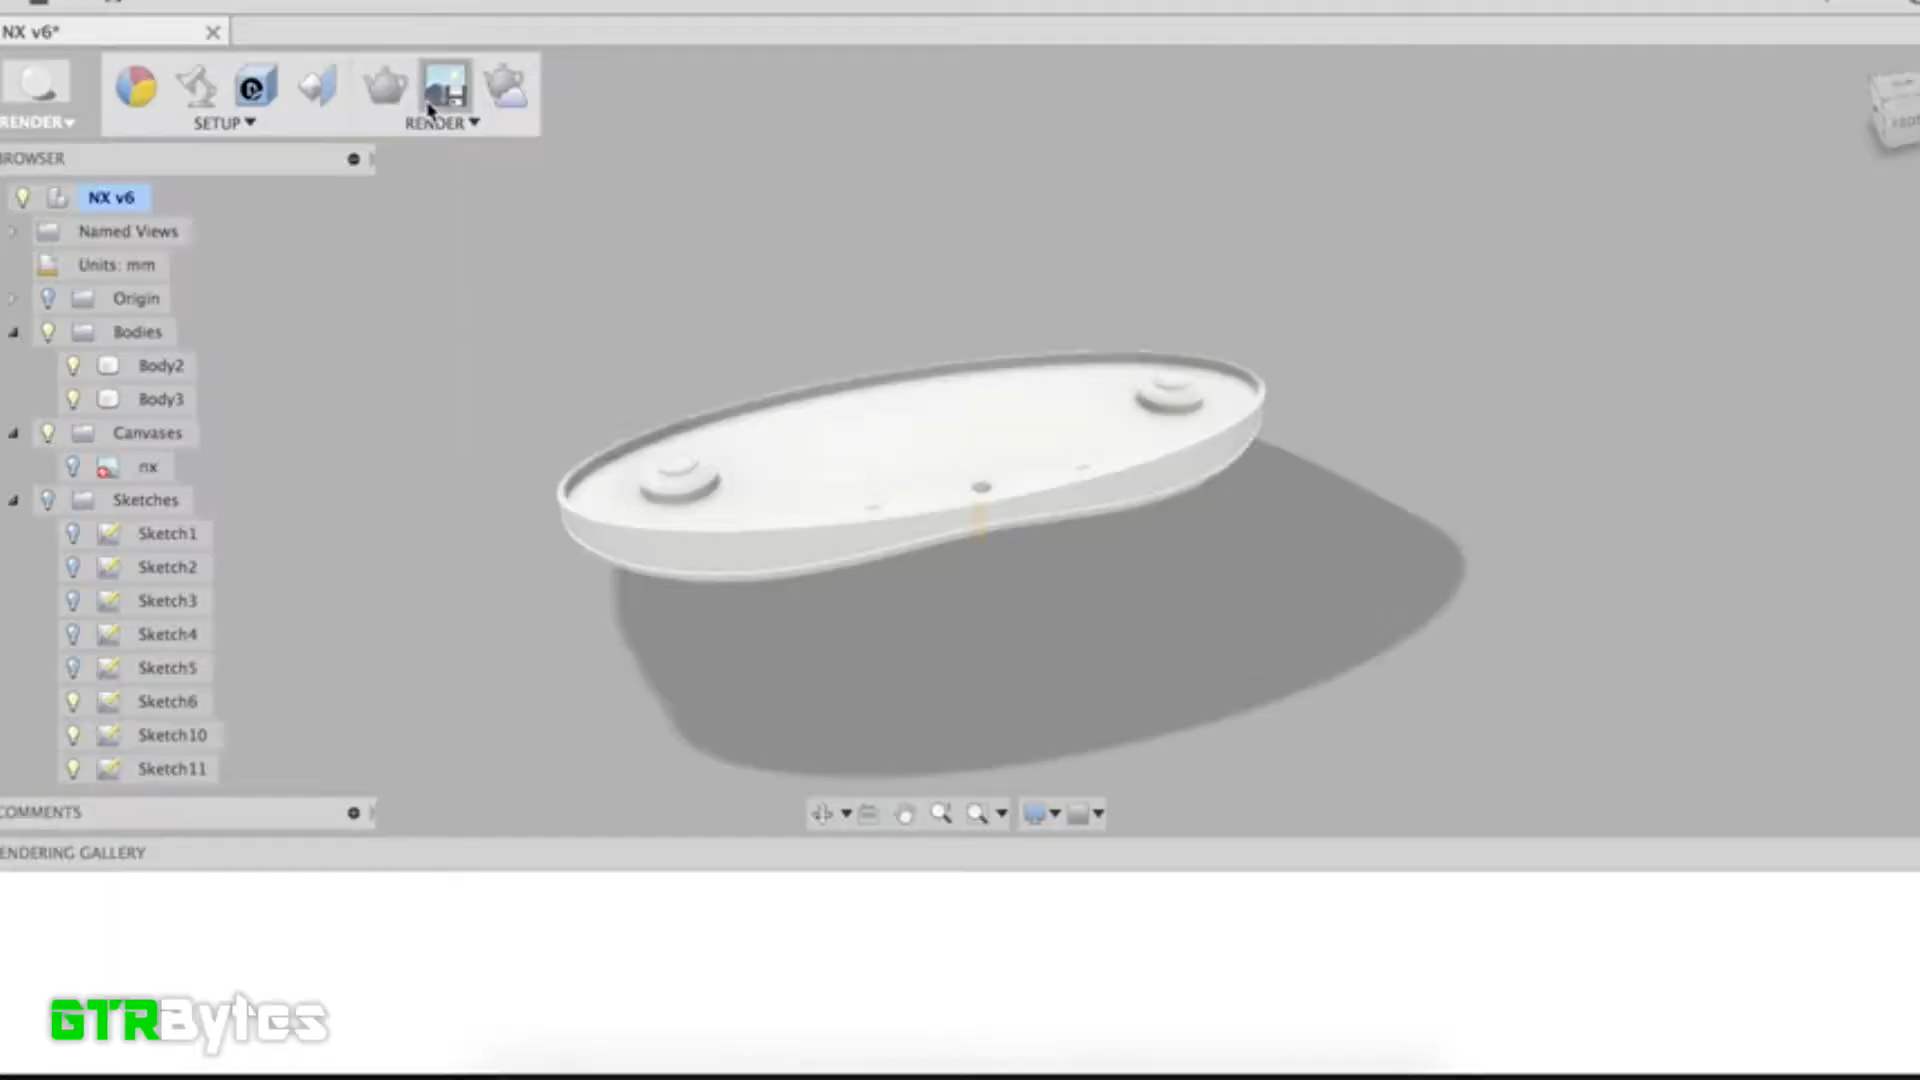 NX v6*
RENDER
SETUP
RENDER
BROWSER
NX v6
Named Views
Units: mm
Origin
Bodies
Body2
Body3
Canvases
nx
Sketches
Sketch1
Sketch2
Sketch3
Sketch4
Sketch5
Sketch6
Sketch10
Sketch11
COMMENTS
ENDERING GALLERY
GTRBytes